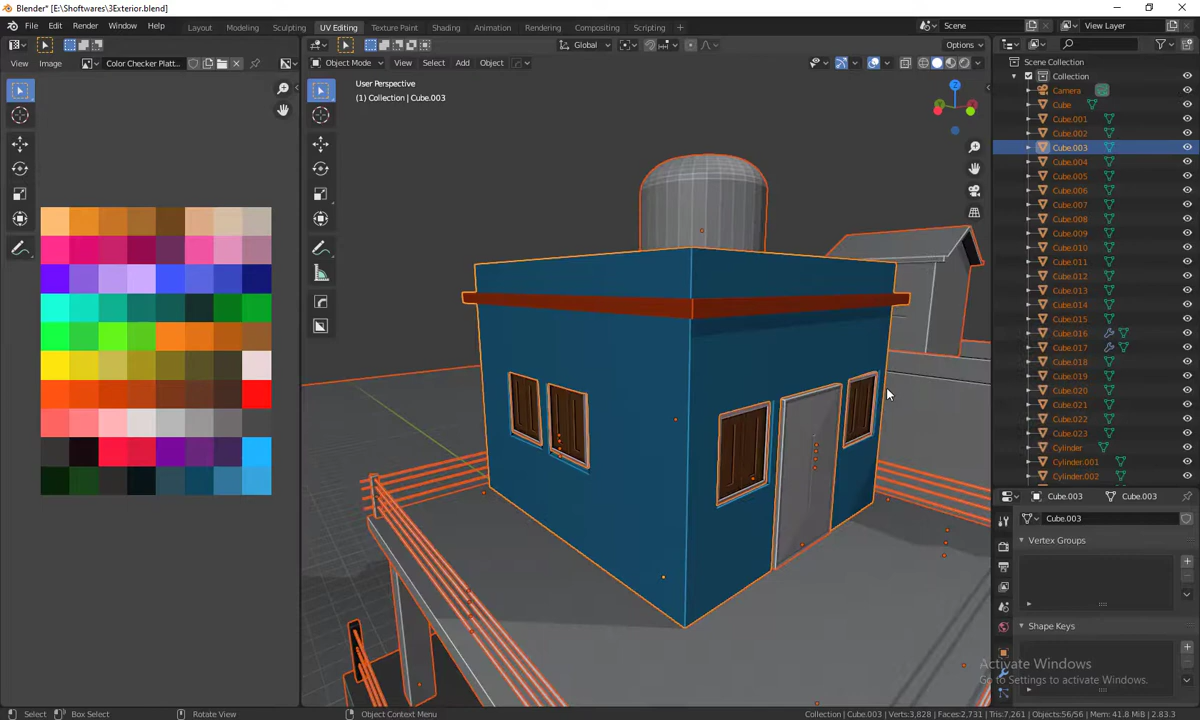 Blender* [E:\Shoftwares\3Exterior.blend]
File Edit Render Window Help Layout Modeling Sculpting UV Editing Texture Paint Shading Animation Rendering Compositing Scripting Scene View Layer
Global Options
View Image Color Checker Platt... Object Mode View Select Add Object
User Perspective
(1) Collection | Cube.003
Z
Scene Collection
Collection
Camera
Cube
Cube.001
Cube.002
Cube.003
Cube.004
Cube.005
Cube.006
Cube.007
Cube.008
Cube.009
Cube.010
Cube.011
Cube.012
Cube.013
Cube.014
Cube.015
Cube.016
Cube.017
Cube.018
Cube.019
Cube.020
Cube.021
Cube.022
Cube.023
Cylinder
Cylinder.001
Cylinder.002
Cube.003 Cube.003
Cube.003
Vertex Groups
Shape Keys
Activate Windows
Go to Settings to activate Windows.
Select Box Select Rotate View Object Context Menu Collection | Cube.003 | Verts:3,828 | Faces:2,731 | Tris:7,261 | Objects:56/56 | Mem: 41.8 MiB | 2.83.3